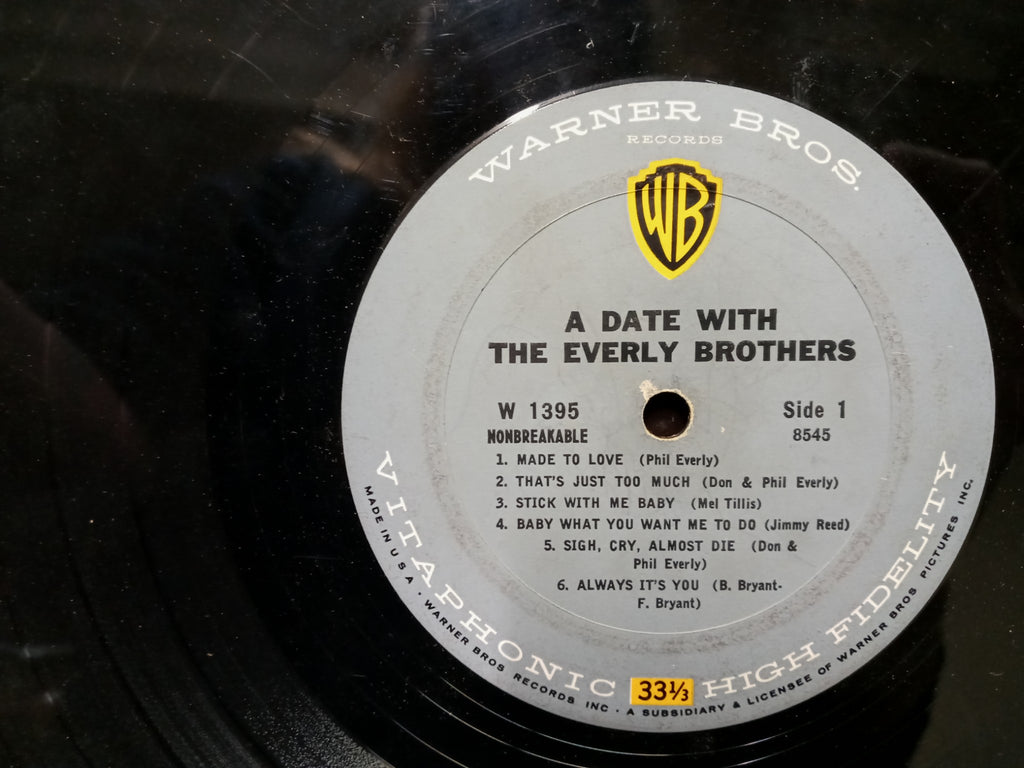 WARNER BROS.
RECORDS
WB
A DATE WITH
THE EVERLY BROTHERS
W 1395
NONBREAKABLE
Side 1
8545
1. MADE TO LOVE (Phil Everly)
2. THAT'S JUST TOO MUCH (Don & Phil Everly)
3. STICK WITH ME BABY (Mel Tillis)
4. BABY WHAT YOU WANT ME TO DO (Jimmy Reed)
5. SIGH, CRY, ALMOST DIE (Don &
Phil Everly)
6. ALWAYS IT'S YOU (B. Bryant-
F. Bryant)
VITAPHONIC 33⅓ HIGH FIDELITY
MADE IN U S A • WARNER BROS RECORDS INC • A SUBSIDIARY & LICENSEE OF WARNER BROS PICTURES INC.